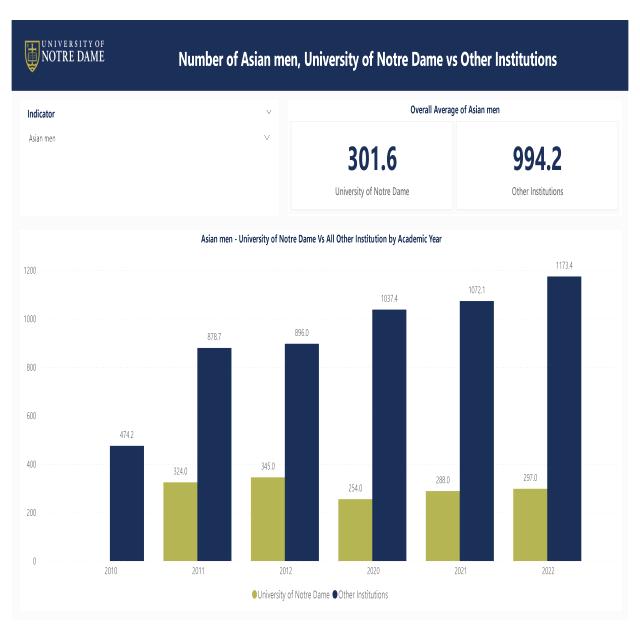 UNIVERSITY OF
NOTRE DAME
Number of Asian men, University of Notre Dame vs Other Institutions
Indicator
Asian men
Overall Average of Asian men
301.6
University of Notre Dame
994.2
Other Institutions
Asian men - University of Notre Dame Vs All Other Institution by Academic Year
1200
1000
800
600
400
200
0
474.2
324.0
878.7
345.0
896.0
254.0
1037.4
288.0
1072.1
297.0
1173.4
2010
2011
2012
2020
2021
2022
University of Notre Dame
Other Institutions